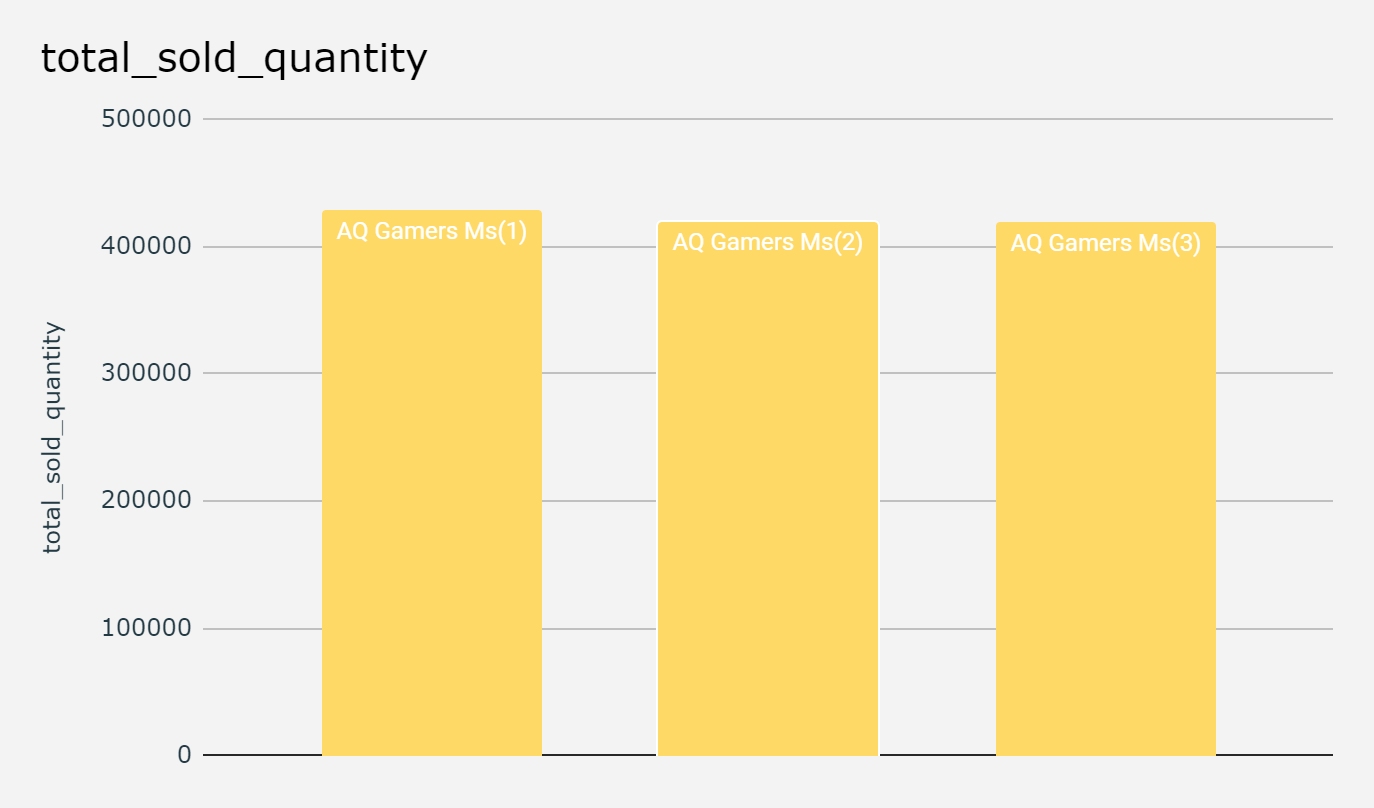 total_sold_quantity
500000
400000
300000
200000
100000
0
total_sold_quantity
AQ Gamers Ms(1)
AQ Gamers Ms(2)
AQ Gamers Ms(3)